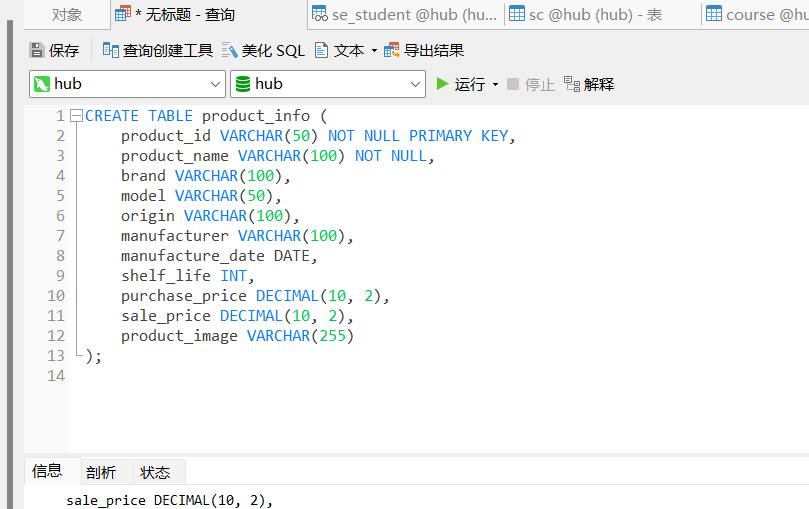 对象 * 无标题 - 查询 se_student @hub (hu... sc @hub (hub) - 表 course @hu
保存 查询创建工具 美化 SQL 文本 导出结果
hub hub 运行 停止 解释
1 CREATE TABLE product_info (
2 product_id VARCHAR(50) NOT NULL PRIMARY KEY,
3 product_name VARCHAR(100) NOT NULL,
4 brand VARCHAR(100),
5 model VARCHAR(50),
6 origin VARCHAR(100),
7 manufacturer VARCHAR(100),
8 manufacture_date DATE,
9 shelf_life INT,
10 purchase_price DECIMAL(10, 2),
11 sale_price DECIMAL(10, 2),
12 product_image VARCHAR(255)
13 );
14
信息 剖析 状态
sale_price DECIMAL(10, 2),